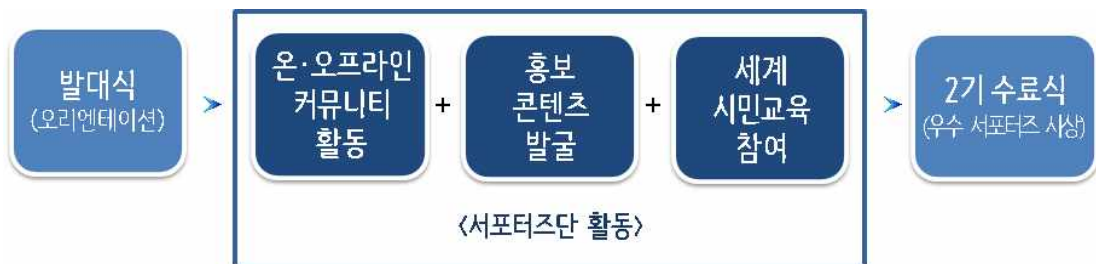 발대식
(오리엔테이션)
온·오프라인
커뮤니티
활동
+
홍보
콘텐츠
발굴
+
세계
시민교육
참여
<서포터즈단 활동>
2기 수료식
(우수 서포터즈 시상)